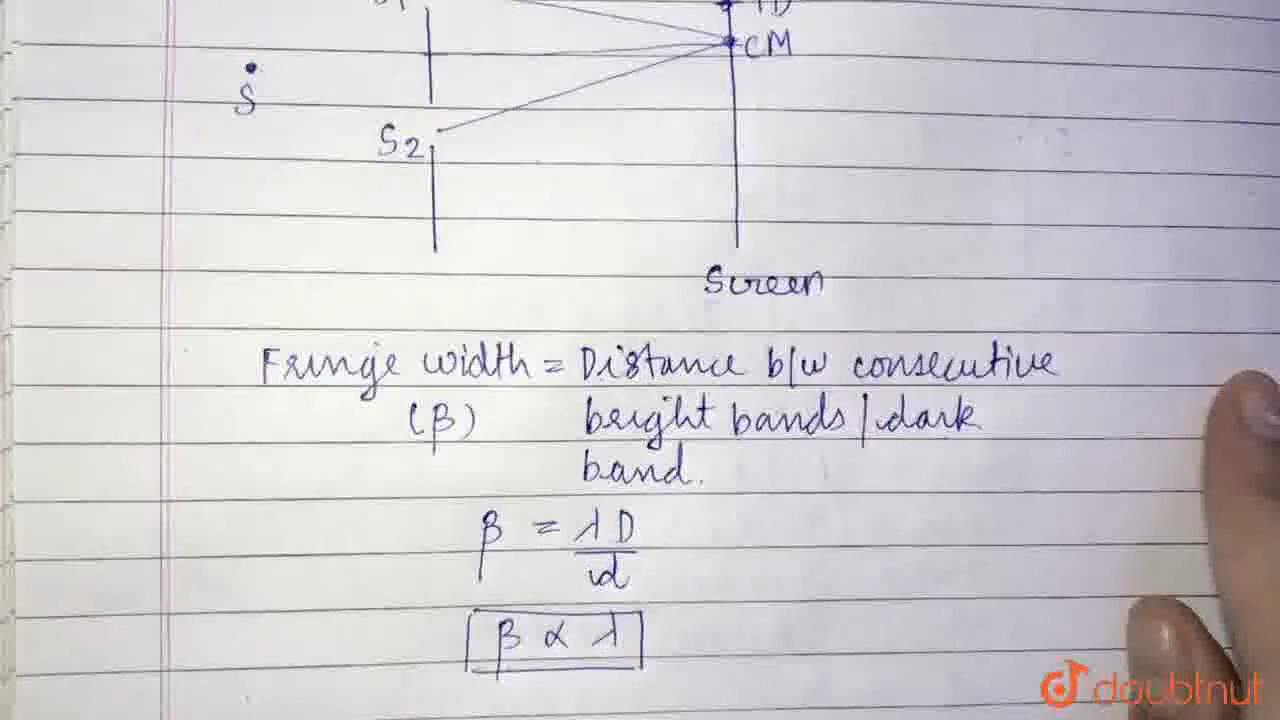 CM
S
S2
Screen
Fringe width = Distance b/w consecutive
(β) bright bands / dark
band.
β = λD
d
β ∝ λ
doubtnut